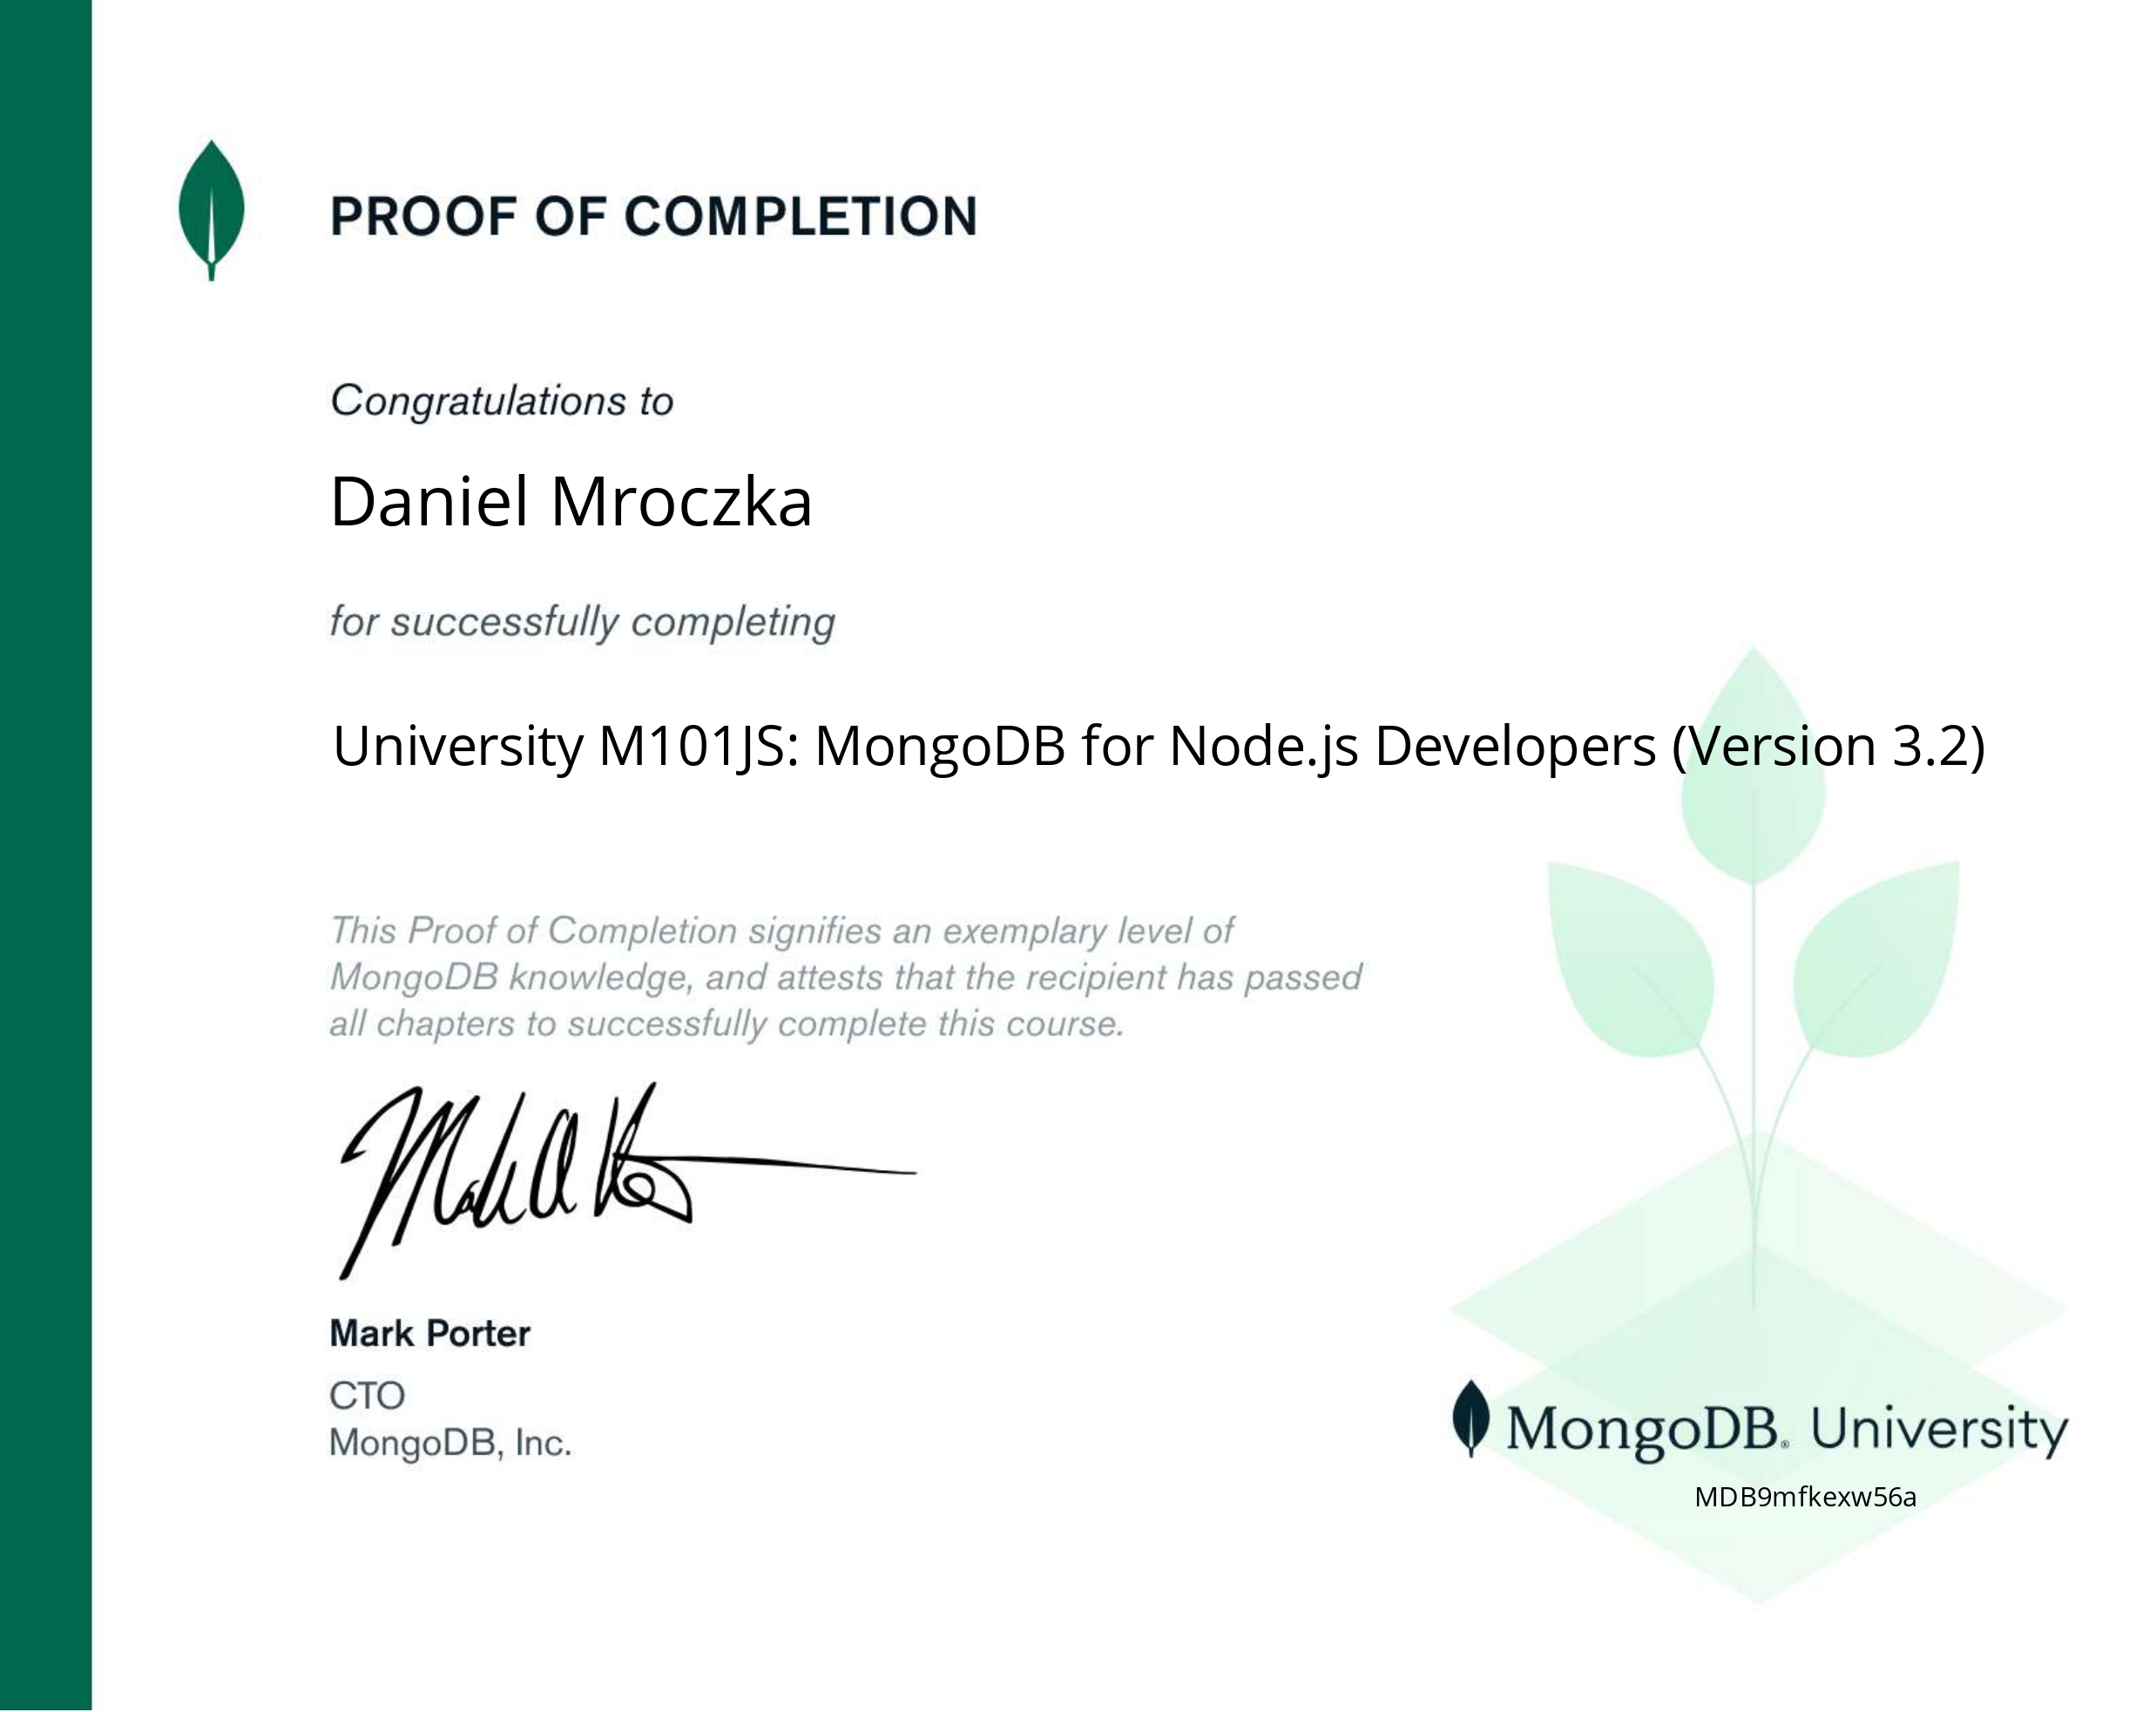 PROOF OF COMPLETION
Congratulations to
Daniel Mroczka
for successfully completing
University M101JS: MongoDB for Node.js Developers (Version 3.2)
This Proof of Completion signifies an exemplary level of
MongoDB knowledge, and attests that the recipient has passed
all chapters to successfully complete this course.
Mark Porter
CTO
MongoDB, Inc.
MongoDB® University
MDB9mfkexw56a